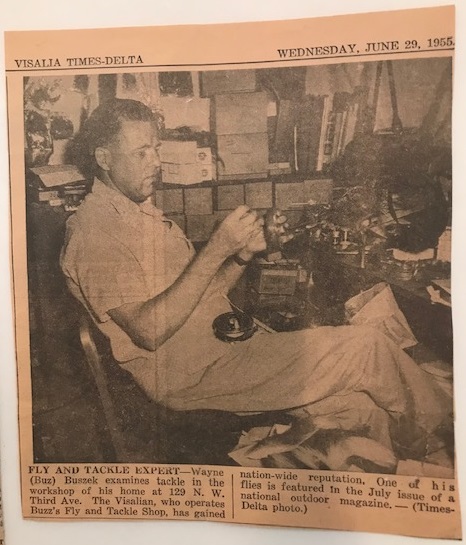 VISALIA TIMES-DELTA
WEDNESDAY, JUNE 29, 1955.
FLY AND TACKLE EXPERT—Wayne
(Buz) Buszek examines tackle in the
workshop of his home at 129 N. W.
Third Ave. The Visalian, who operates
Buzz's Fly and Tackle Shop, has gained
nation-wide reputation, One of his
flies is featured in the July issue of a
national outdoor magazine. — (Times-
Delta photo.)